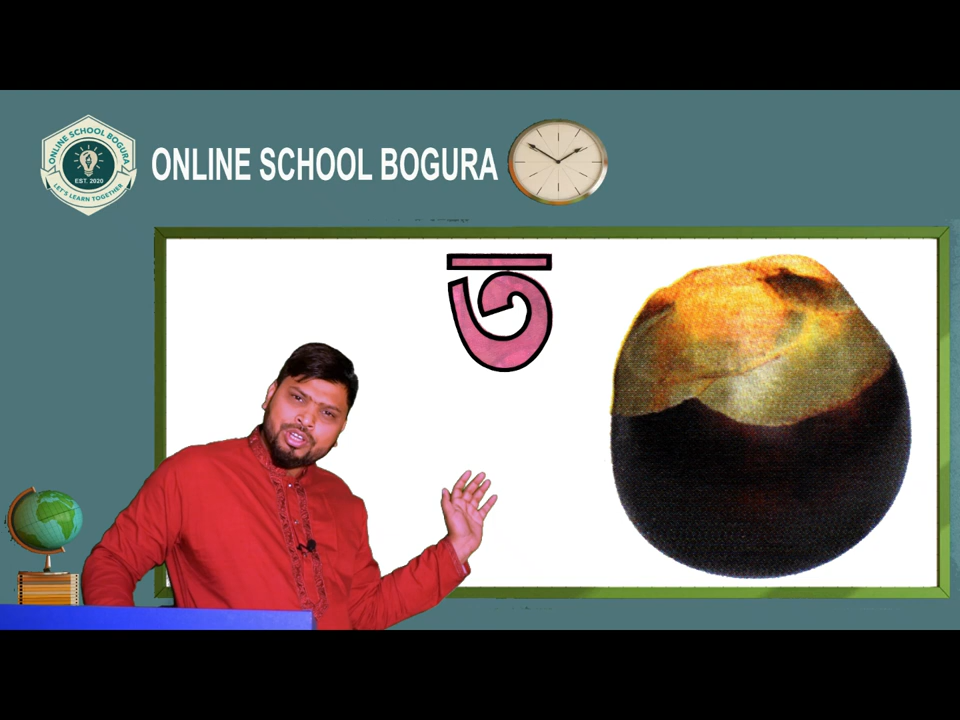 ONLINE SCHOOL BOGURA
EST. 2020
LET'S LEARN TOGETHER
ONLINE SCHOOL BOGURA
ত